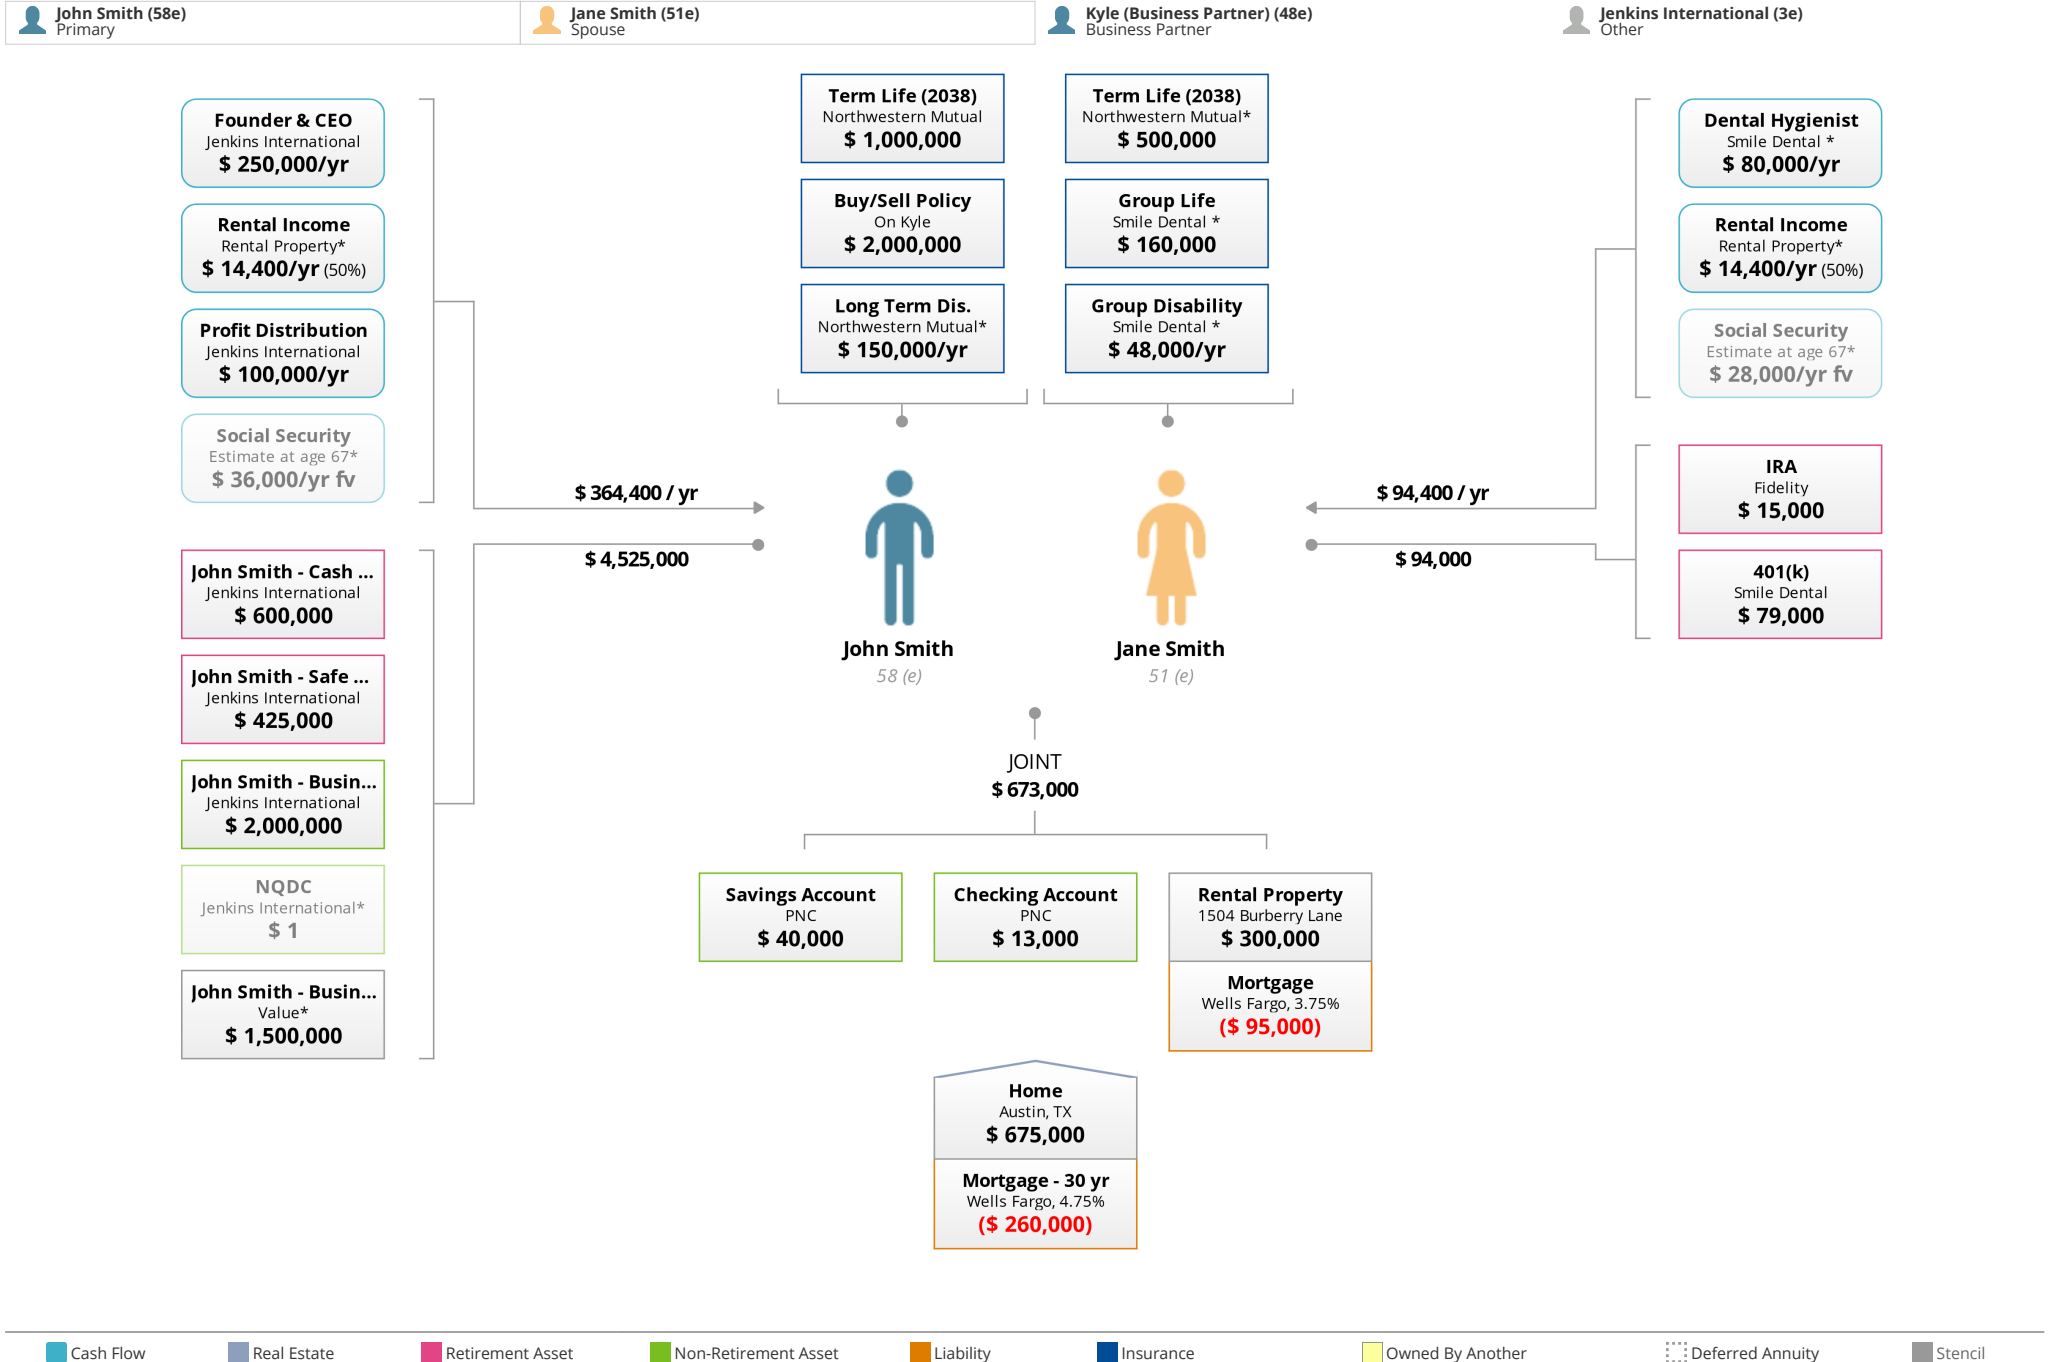 John Smith (58e)
Primary
Jane Smith (51e)
Spouse
Kyle (Business Partner) (48e)
Business Partner
Jenkins International (3e)
Other
Founder & CEO
Jenkins International
$ 250,000/yr
Rental Income
Rental Property*
$ 14,400/yr (50%)
Profit Distribution
Jenkins International
$ 100,000/yr
Social Security
Estimate at age 67*
$ 36,000/yr fv
$ 364,400 / yr
$ 4,525,000
John Smith - Cash ...
Jenkins International
$ 600,000
John Smith - Safe ...
Jenkins International
$ 425,000
John Smith - Busin...
Jenkins International
$ 2,000,000
NQDC
Jenkins International*
$ 1
John Smith - Busin...
Value*
$ 1,500,000
Term Life (2038)
Northwestern Mutual
$ 1,000,000
Buy/Sell Policy
On Kyle
$ 2,000,000
Long Term Dis.
Northwestern Mutual*
$ 150,000/yr
Term Life (2038)
Northwestern Mutual*
$ 500,000
Group Life
Smile Dental *
$ 160,000
Group Disability
Smile Dental *
$ 48,000/yr
John Smith
58 (e)
Jane Smith
51 (e)
Dental Hygienist
Smile Dental *
$ 80,000/yr
Rental Income
Rental Property*
$ 14,400/yr (50%)
Social Security
Estimate at age 67*
$ 28,000/yr fv
$ 94,400 / yr
$ 94,000
IRA
Fidelity
$ 15,000
401(k)
Smile Dental
$ 79,000
JOINT
$ 673,000
Savings Account
PNC
$ 40,000
Checking Account
PNC
$ 13,000
Rental Property
1504 Burberry Lane
$ 300,000
Mortgage
Wells Fargo, 3.75%
($ 95,000)
Home
Austin, TX
$ 675,000
Mortgage - 30 yr
Wells Fargo, 4.75%
($ 260,000)
Cash Flow
Real Estate
Retirement Asset
Non-Retirement Asset
Liability
Insurance
Owned By Another
Deferred Annuity
Stencil